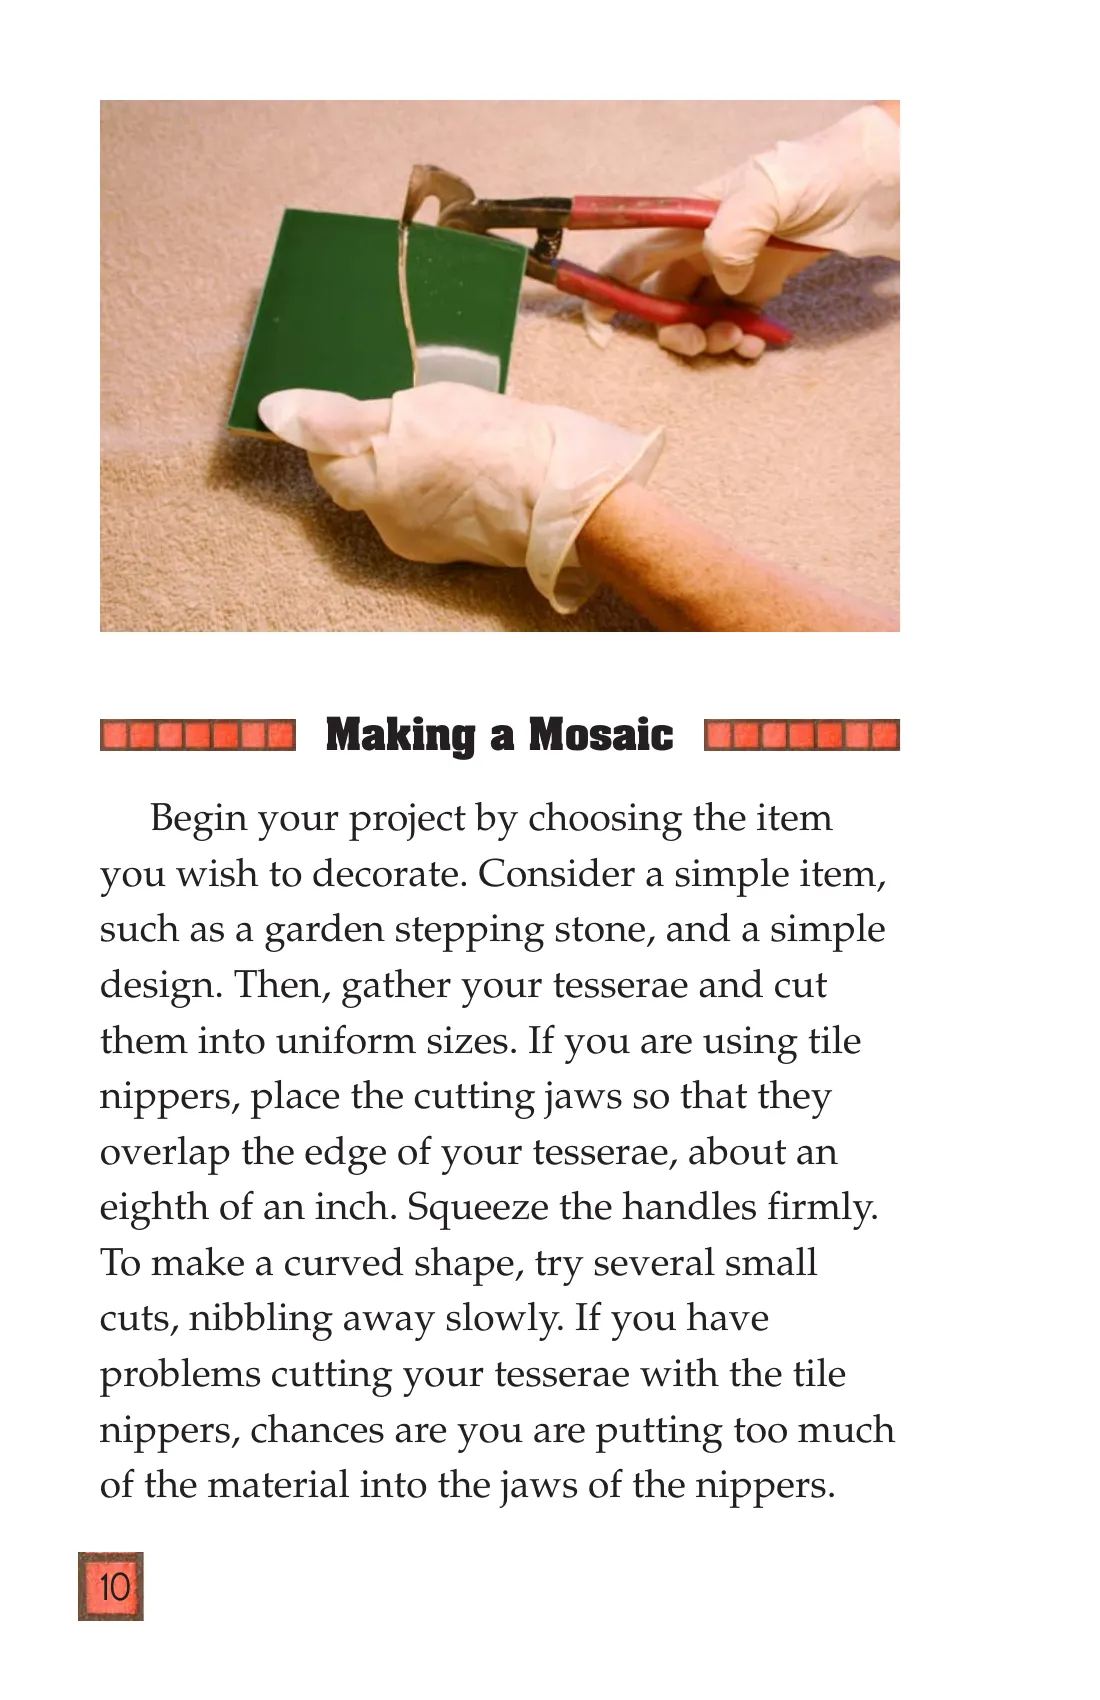 Making a Mosaic
Begin your project by choosing the item
you wish to decorate. Consider a simple item,
such as a garden stepping stone, and a simple
design. Then, gather your tesserae and cut
them into uniform sizes. If you are using tile
nippers, place the cutting jaws so that they
overlap the edge of your tesserae, about an
eighth of an inch. Squeeze the handles firmly.
To make a curved shape, try several small
cuts, nibbling away slowly. If you have
problems cutting your tesserae with the tile
nippers, chances are you are putting too much
of the material into the jaws of the nippers.
10